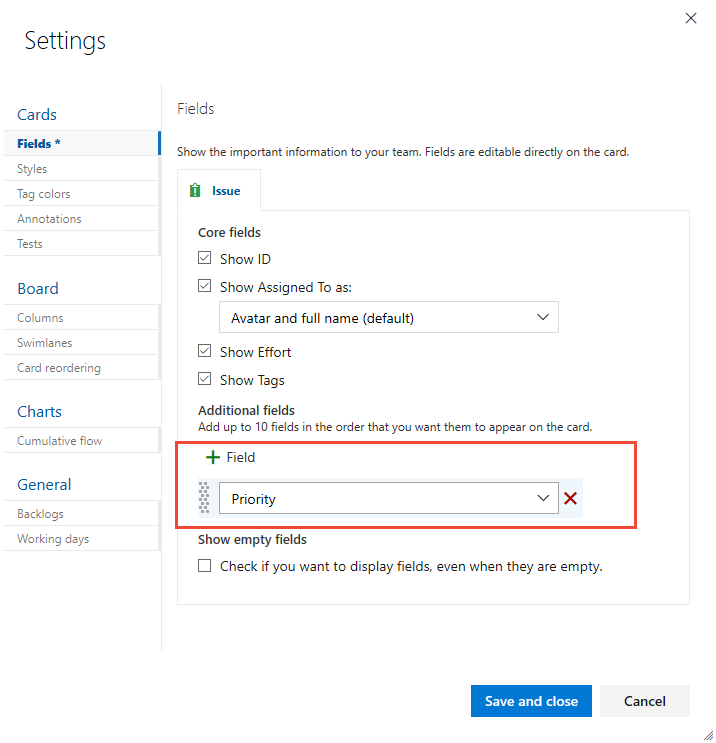 Settings
Cards
Fields *
Styles
Tag colors
Annotations
Tests
Board
Columns
Swimlanes
Card reordering
Charts
Cumulative flow
General
Backlogs
Working days
Fields
Show the important information to your team. Fields are editable directly on the card.
Issue
Core fields
Show ID
Show Assigned To as:
Avatar and full name (default)
Show Effort
Show Tags
Additional fields
Add up to 10 fields in the order that you want them to appear on the card.
Field
Priority
Show empty fields
Check if you want to display fields, even when they are empty.
Save and close
Cancel